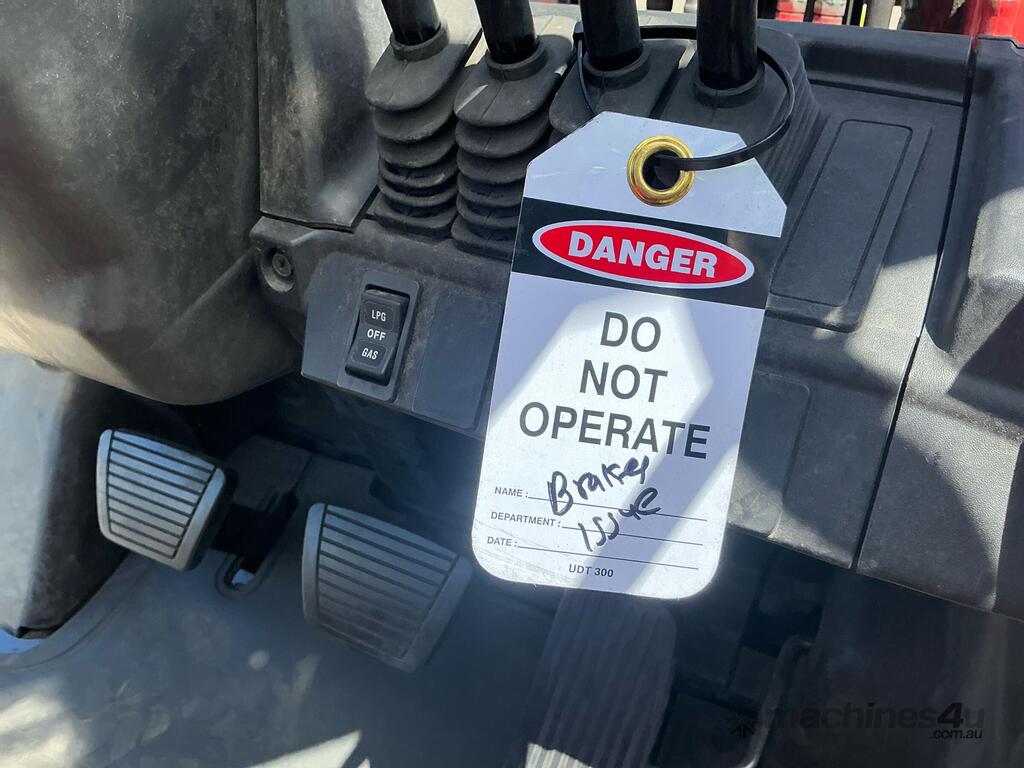 LPG
OFF
GAS
DANGER
DO
NOT
OPERATE
NAME: Brakes
DEPARTMENT: issue
DATE:
UDT 300
machines4u
.com.au